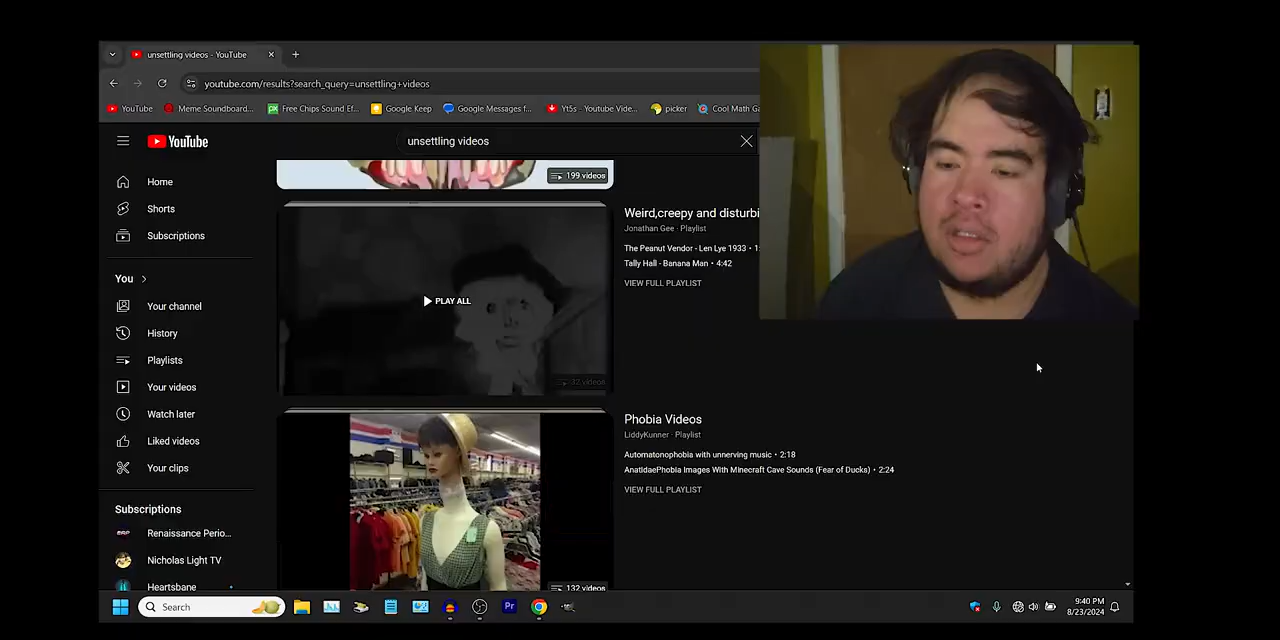 unsettling videos - YouTube
youtube.com/results?search_query=unsettling+videos
YouTube
Meme Soundboard...
Free Chips Sound Ef...
Google Keep
Google Messages f...
Yt5s - Youtube Vide...
picker
Cool Math Ga
YouTube
unsettling videos
Home
Shorts
Subscriptions
You
Your channel
History
Playlists
Your videos
Watch later
Liked videos
Your clips
Subscriptions
Renaissance Perio...
Nicholas Light TV
Heartsbane
199 videos
PLAY ALL
32 videos
Weird,creepy and disturbi
Jonathan Gee · Playlist
The Peanut Vendor - Len Lye 1933 • 1:
Tally Hall - Banana Man • 4:42
VIEW FULL PLAYLIST
132 videos
Phobia Videos
LiddyKunner · Playlist
Automatonophobia with unnerving music • 2:18
AnatidaePhobia Images With Minecraft Cave Sounds (Fear of Ducks) • 2:24
VIEW FULL PLAYLIST
Search
Pr
9:40 PM
8/23/2024